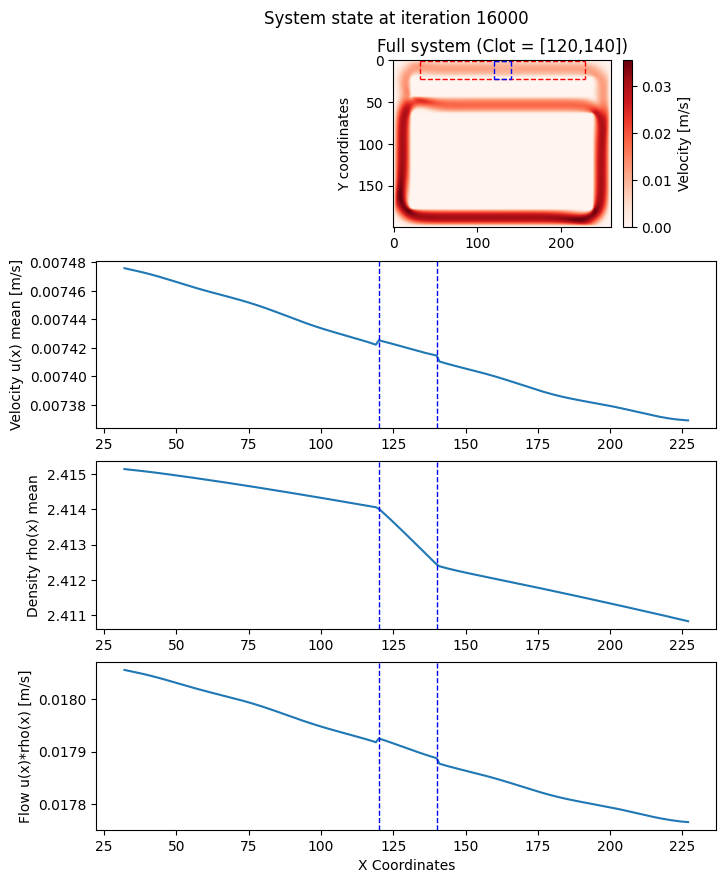 System state at iteration 16000
Full system (Clot = [120,140])
0
50
100
150
Y coordinates
0 100 200
0.03
0.02
0.01
0.00
Velocity [m/s]
0.00748
0.00746
0.00744
0.00742
0.00740
0.00738
Velocity u(x) mean [m/s]
25 50 75 100 125 150 175 200 225
2.415
2.414
2.413
2.412
2.411
Density rho(x) mean
25 50 75 100 125 150 175 200 225
0.0180
0.0179
0.0178
Flow u(x)*rho(x) [m/s]
25 50 75 100 125 150 175 200 225
X Coordinates